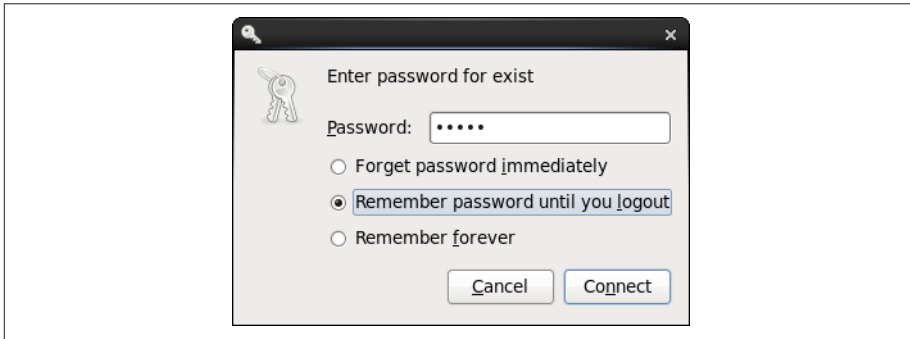 Enter password for exist
Password: •••••
Forget password immediately
Remember password until you logout
Remember forever
Cancel Connect